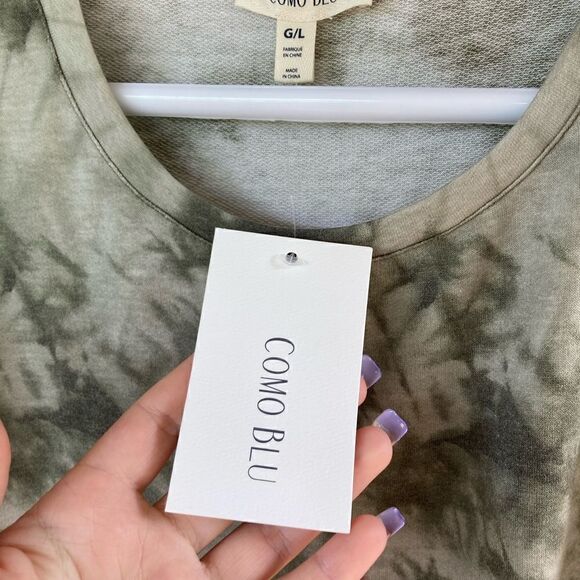 COMO BLU
G/L
FABRIQUÉ
EN CHINE
MADE
IN CHINA
COMO BLU